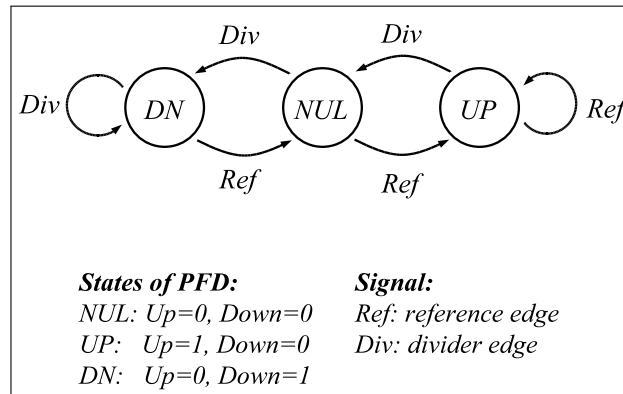 Div Div
Div DN NUL UP Ref
Ref Ref
States of PFD: Signal:
NUL: Up=0, Down=0 Ref: reference edge
UP: Up=1, Down=0 Div: divider edge
DN: Up=0, Down=1